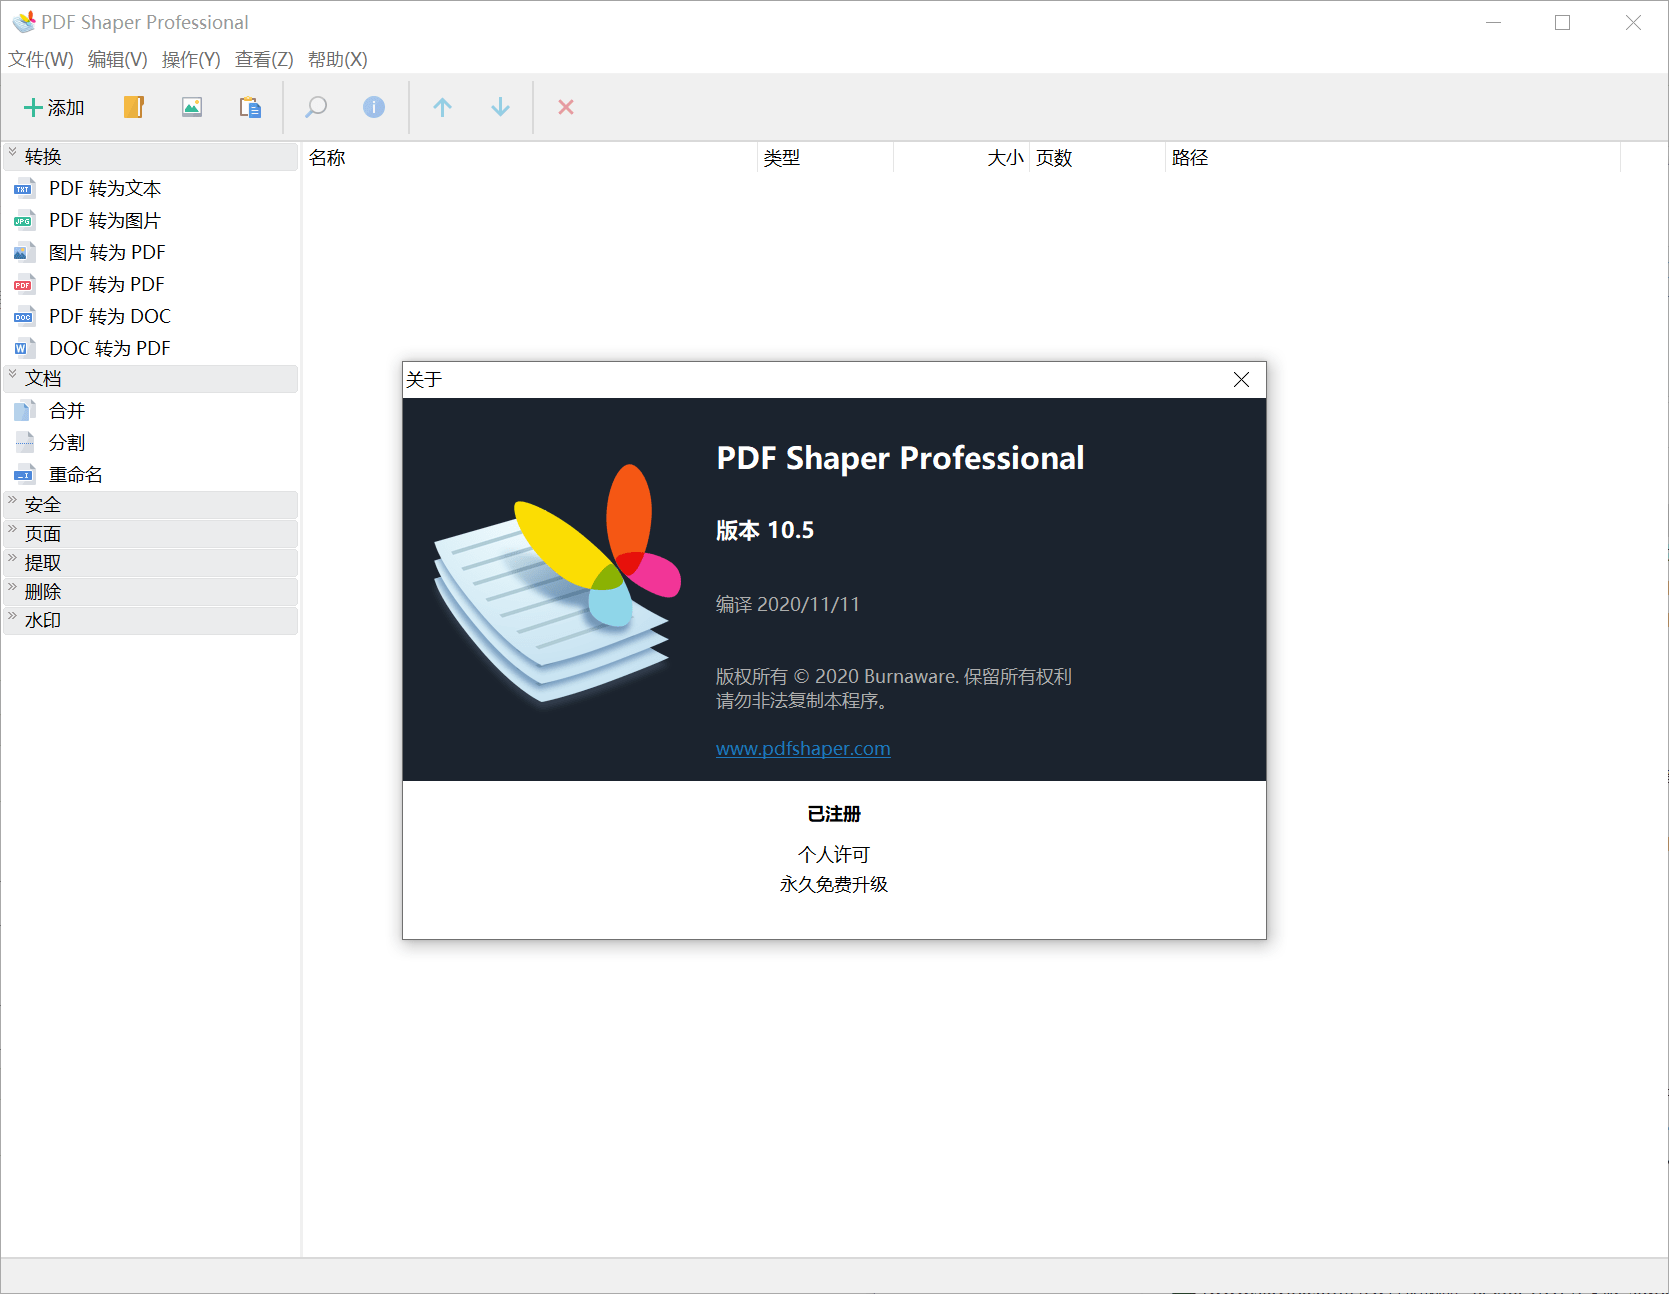 PDF Shaper Professional
文件(W) 编辑(V) 操作(Y) 查看(Z) 帮助(X)
添加
转换
PDF 转为文本
PDF 转为图片
图片 转为 PDF
PDF 转为 PDF
PDF 转为 DOC
DOC 转为 PDF
文档
合并
分割
重命名
安全
页面
提取
删除
水印
名称 类型 大小 页数 路径
关于
PDF Shaper Professional
版本 10.5
编译 2020/11/11
版权所有 © 2020 Burnaware. 保留所有权利
请勿非法复制本程序。
www.pdfshaper.com
已注册
个人许可
永久免费升级